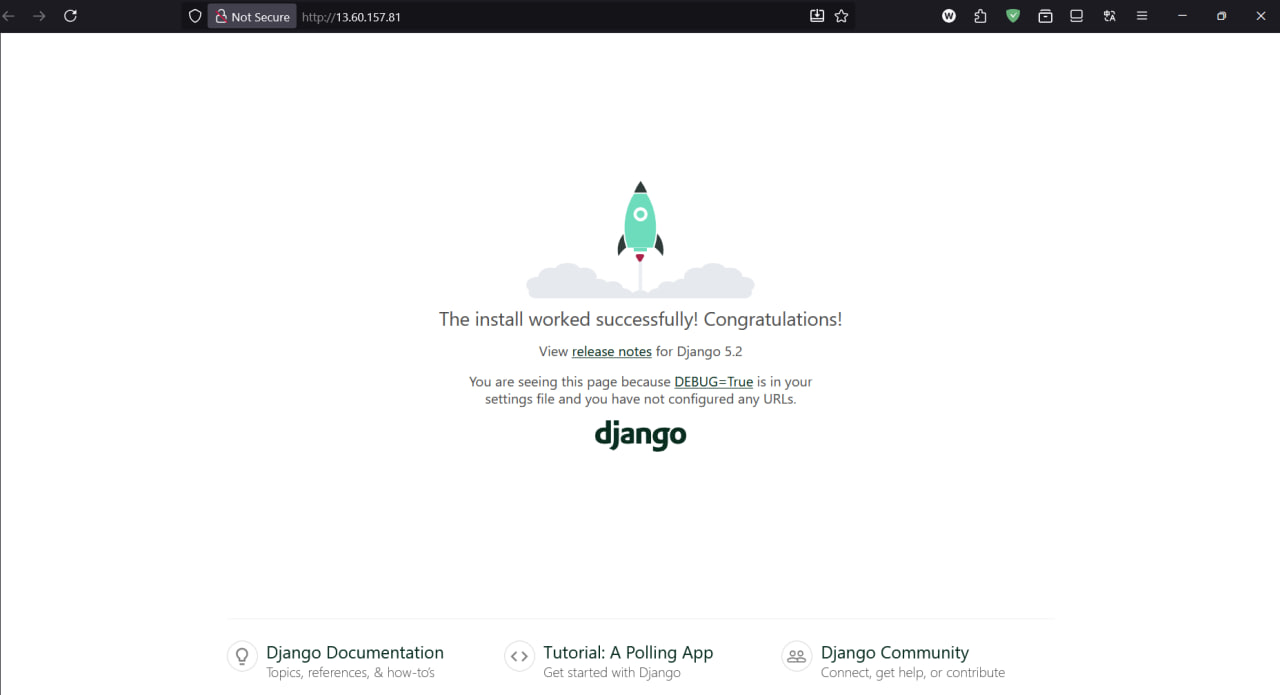 Not Secure http://13.60.157.81
W
The install worked successfully! Congratulations!
View release notes for Django 5.2
You are seeing this page because DEBUG=True is in your
settings file and you have not configured any URLs.
django
Django Documentation
Topics, references, & how-to's
Tutorial: A Polling App
Get started with Django
Django Community
Connect, get help, or contribute